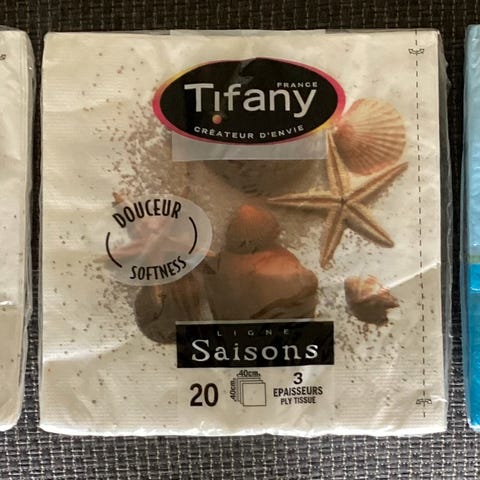 FRANCE
Tifany
CRÉATEUR D'ENVIE
DOUCEUR
SOFTNESS
LIGNE
Saisons
20
40cm
40cm
3
EPAISSEURS
PLY TISSUE